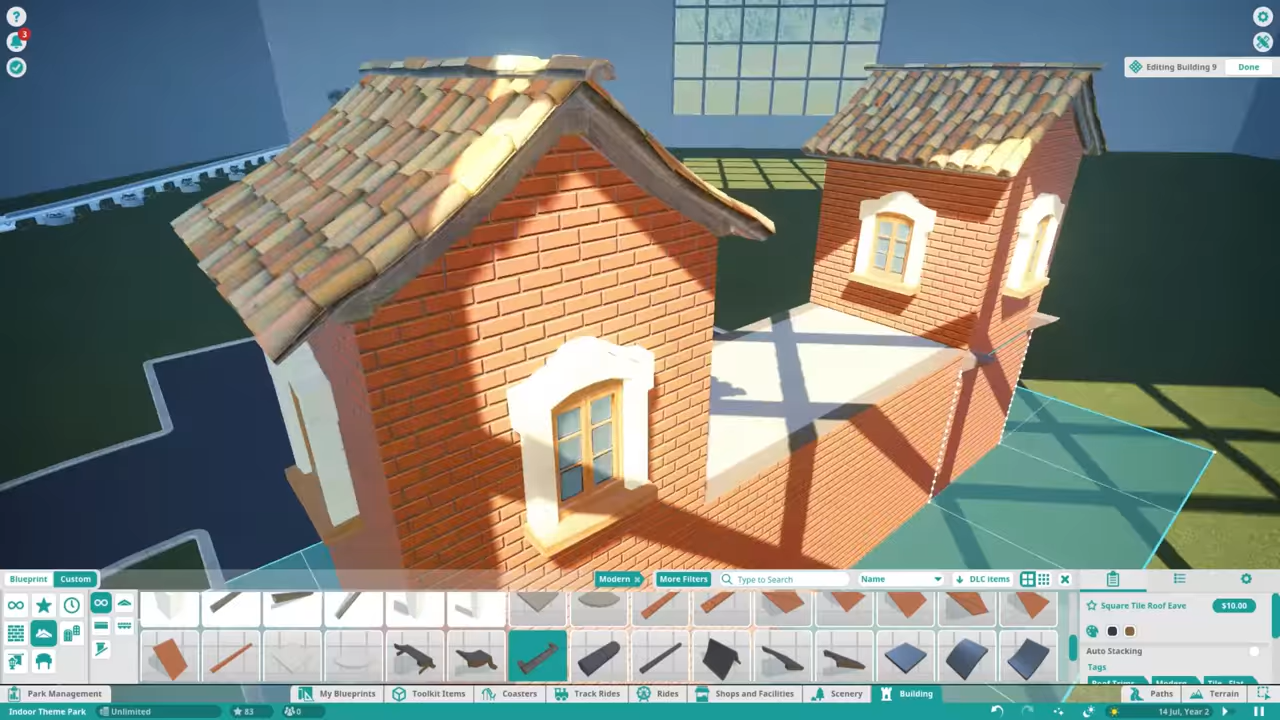 ?
3
Editing Building 9
Done
Blueprint
Custom
Modern ×
More Filters
Type to Search
Name
DLC items
Square Tile Roof Eave
$10.00
Auto Stacking
Tags
Park Management
My Blueprints
Toolkit Items
Coasters
Track Rides
Rides
Shops and Facilities
Scenery
Building
Paths
Terrain
Indoor Theme Park
Unlimited
83
0
14 Jul, Year 2